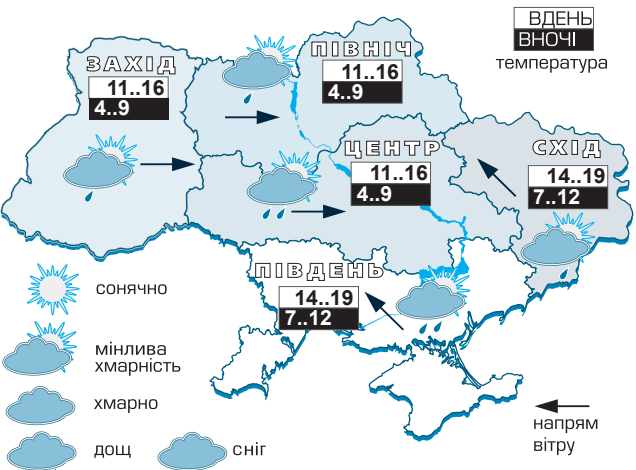 ВДЕНЬ
ВНОЧІ
температура
ПІВНІЧ
11..16
4..9
ЗАХІД
11..16
4..9
ЦЕНТР
11..16
4..9
СХІД
14..19
7..12
ПІВДЕНЬ
14..19
7..12
сонячно
мінлива
хмарність
хмарно
дощ
сніг
напрям
вітру